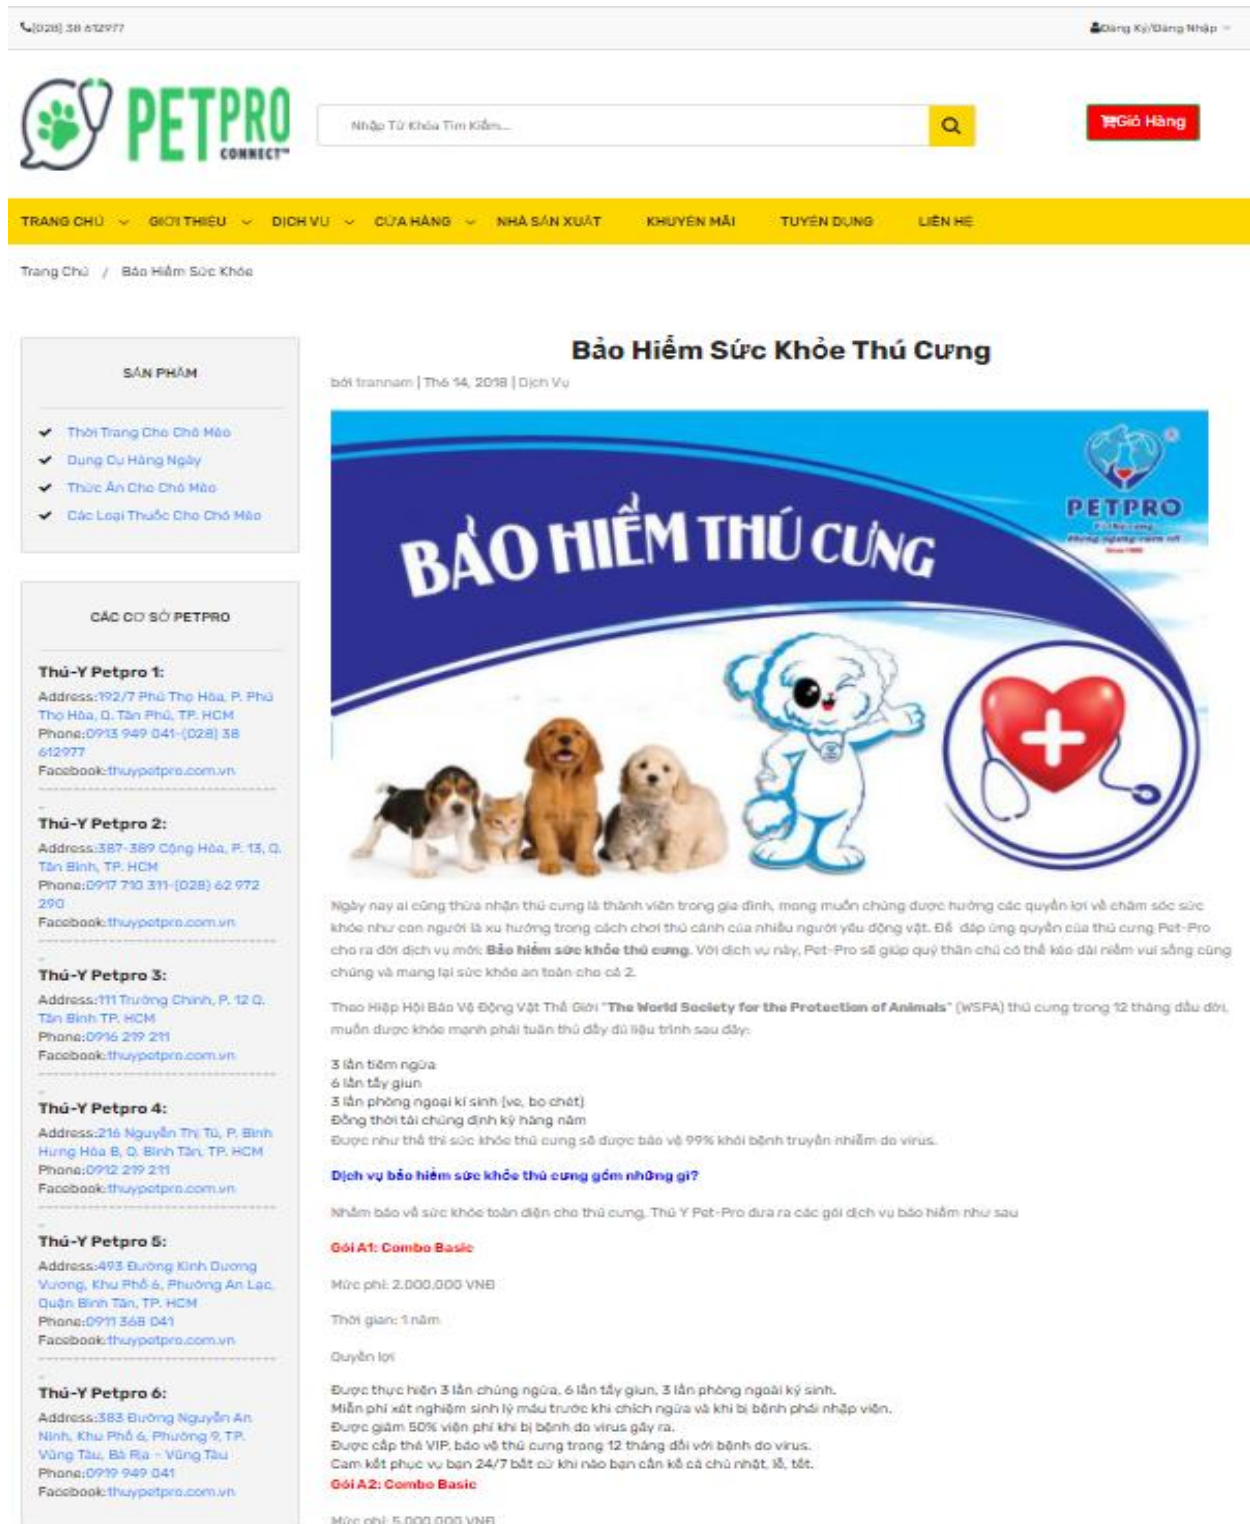 (028) 38 612977
Đăng Ký/Đăng Nhập
PETPRO
CONNECT™
Nhập Từ Khóa Tìm Kiếm...
Giỏ Hàng
TRANG CHỦ GIỚI THIỆU DỊCH VỤ CỬA HÀNG NHÀ SẢN XUẤT KHUYẾN MÃI TUYỂN DỤNG LIÊN HỆ
Trang Chủ / Bảo Hiểm Sức Khỏe
SẢN PHẨM
Thời Trang Cho Chó Mèo
Dụng Cụ Hàng Ngày
Thức Ăn Cho Chó Mèo
Các Loại Thuốc Cho Chó Mèo
CÁC CƠ SỞ PETPRO
Thú-Y Petpro 1:
Address:192/7 Phú Thọ Hòa, P. Phú
Thọ Hòa, Q. Tân Phú, TP. HCM
Phone:0913 949 041-(028) 38
612977
Facebook:thuypetpro.com.vn
Thú-Y Petpro 2:
Address:387-389 Cộng Hòa, P. 13, Q.
Tân Bình, TP. HCM
Phone:0917 710 311-(028) 62 972
290
Facebook:thuypetpro.com.vn
Thú-Y Petpro 3:
Address:111 Trường Chinh, P. 12 Q.
Tân Bình TP. HCM
Phone:0916 219 211
Facebook:thuypetpro.com.vn
Thú-Y Petpro 4:
Address:216 Nguyễn Thị Tú, P. Bình
Hưng Hòa B, Q. Bình Tân, TP. HCM
Phone:0912 219 211
Facebook:thuypetpro.com.vn
Thú-Y Petpro 5:
Address:493 Đường Kinh Dương
Vương, Khu Phố 6, Phường An Lạc,
Quận Bình Tân, TP. HCM
Phone:0911 368 041
Facebook:thuypetpro.com.vn
Thú-Y Petpro 6:
Address:383 Đường Nguyễn An
Ninh, Khu Phố 6, Phường 9, TP.
Vũng Tàu, Bà Rịa – Vũng Tàu
Phone:0919 949 041
Facebook:thuypetpro.com.vn
Bảo Hiểm Sức Khỏe Thú Cưng
bởi trannam | Th6 14, 2018 | Dịch Vụ
BẢO HIỂM THÚ CƯNG
PETPRO
Ngày nay ai cũng thừa nhận thú cưng là thành viên trong gia đình, mong muốn chúng được hưởng các quyền lợi về chăm sóc sức
khỏe như con người là xu hướng trong cách chơi thú cảnh của nhiều người yêu động vật. Để đáp ứng quyền của thú cưng Pet-Pro
cho ra đời dịch vụ mới: Bảo hiểm sức khỏe thú cưng. Với dịch vụ này, Pet-Pro sẽ giúp quý thân chủ có thể kéo dài niềm vui sống cùng
chúng và mang lại sức khỏe an toàn cho cả 2.
Theo Hiệp Hội Bảo Vệ Động Vật Thế Giới "The World Society for the Protection of Animals" (WSPA) thú cưng trong 12 tháng đầu đời,
muốn được khỏe mạnh phải tuân thủ đầy đủ liệu trình sau đây:
3 lần tiêm ngừa
6 lần tẩy giun
3 lần phòng ngoại kí sinh (ve, bọ chét)
Đồng thời tái chủng định kỳ hàng năm
Được như thế thì sức khỏe thú cưng sẽ được bảo vệ 99% khỏi bệnh truyền nhiễm do virus.
Dịch vụ bảo hiểm sức khỏe thú cưng gồm những gì?
Nhằm bảo vệ sức khỏe toàn diện cho thú cưng, Thú Y Pet-Pro đưa ra các gói dịch vụ bảo hiểm như sau
Gói A1: Combo Basic
Mức phí: 2.000.000 VNĐ
Thời gian: 1 năm
Quyền lợi
Được thực hiện 3 lần chủng ngừa, 6 lần tẩy giun, 3 lần phòng ngoài ký sinh.
Miễn phí xét nghiệm sinh lý máu trước khi chích ngừa và khi bị bệnh phải nhập viện.
Được giảm 50% viện phí khi bị bệnh do virus gây ra.
Được cấp thẻ VIP, bảo vệ thú cưng trong 12 tháng đối với bệnh do virus.
Cam kết phục vụ bạn 24/7 bất cứ khi nào bạn cần kể cả chủ nhật, lễ, tết.
Gói A2: Combo Basic
Mức phí: 5.000.000 VNĐ